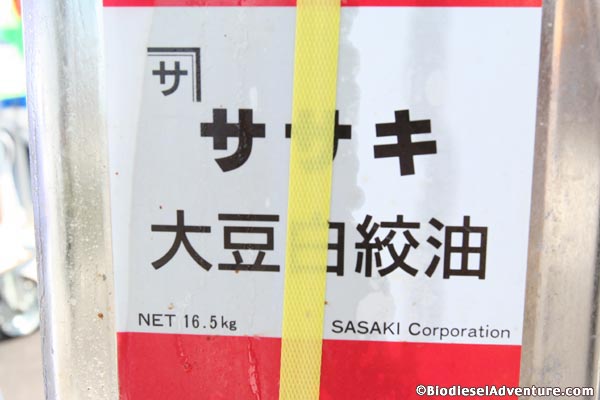 サ
ササキ
大豆白絞油
NET 16.5kg
SASAKI Corporation
©BiodieselAdventure.com